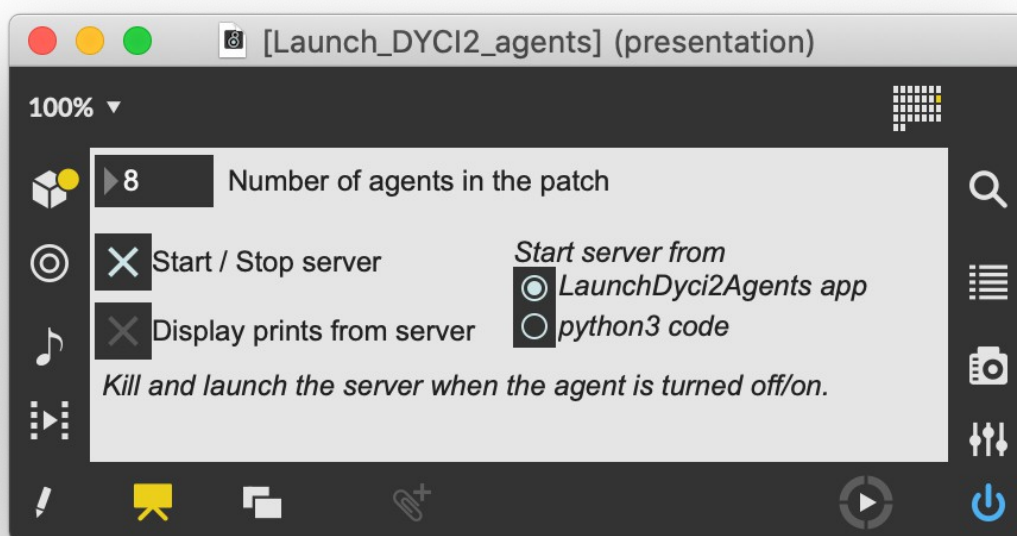 [Launch_DYCI2_agents] (presentation)
100%
8 Number of agents in the patch
Start / Stop server
Start server from
LaunchDyci2Agents app
Display prints from server
python3 code
Kill and launch the server when the agent is turned off/on.